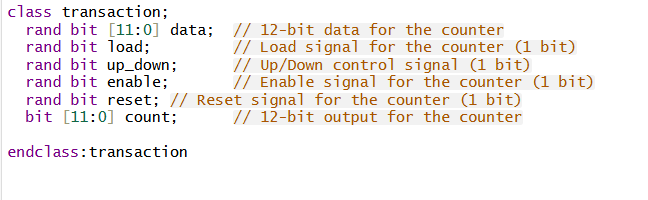 class transaction;
  rand bit [11:0] data;  // 12-bit data for the counter
  rand bit load;         // Load signal for the counter (1 bit)
  rand bit up_down;      // Up/Down control signal (1 bit)
  rand bit enable;       // Enable signal for the counter (1 bit)
  rand bit reset; // Reset signal for the counter (1 bit)
  bit [11:0] count;      // 12-bit output for the counter
endclass:transaction